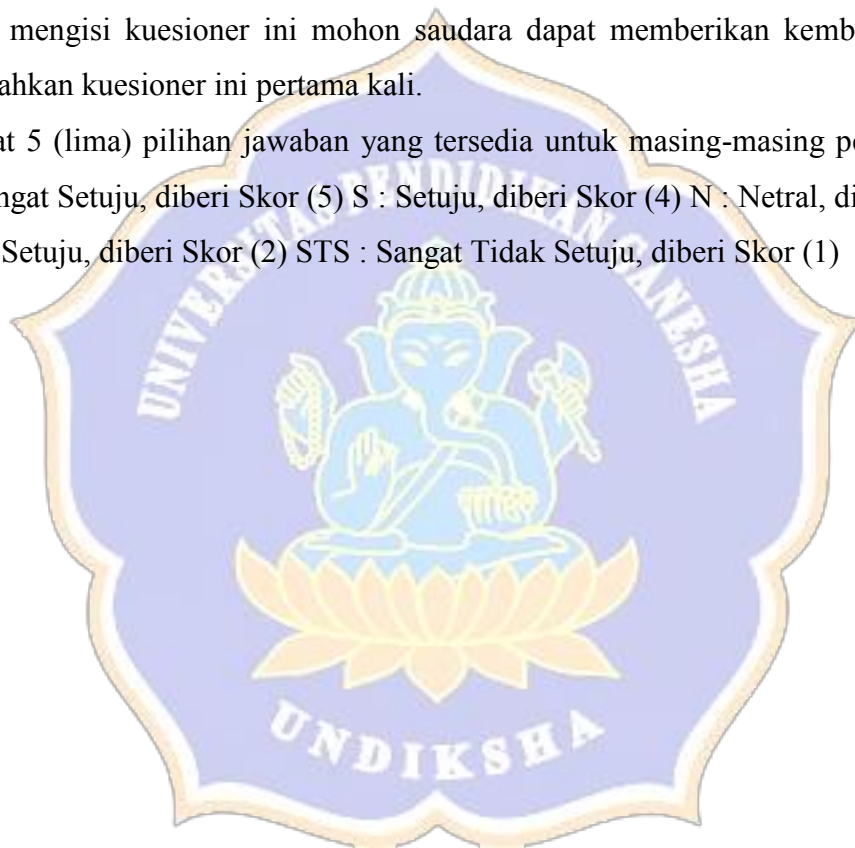 mengisi kuesioner ini mohon saudara dapat memberikan kemb
ahkan kuesioner ini pertama kali.
at 5 (lima) pilihan jawaban yang tersedia untuk masing-masing pe
ngat Setuju, diberi Skor (5) S : Setuju, diberi Skor (4) N : Netral, di
Setuju, diberi Skor (2) STS : Sangat Tidak Setuju, diberi Skor (1)
UNIVERSITAS PENDIDIKAN GANESHA
UNDIKSHA